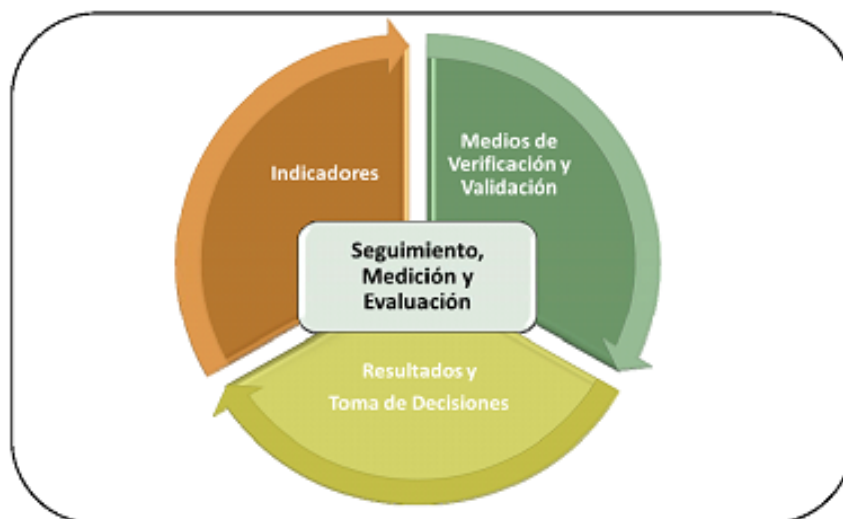 Indicadores
Medios de
Verificación y
Validación
Seguimiento,
Medición y
Evaluación
Resultados y
Toma de Decisiones